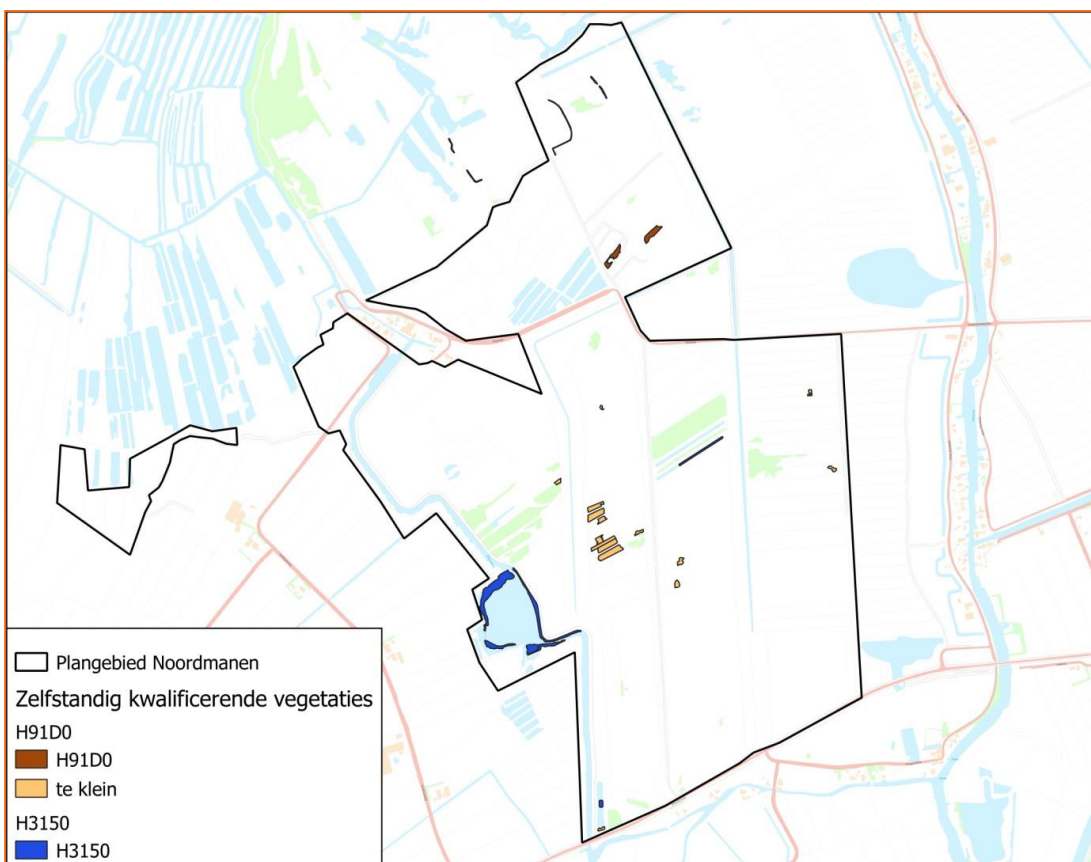 Plangebied Noordmanen
Zelfstandig kwalificerende vegetaties
H91D0
H91D0
te klein
H3150
H3150